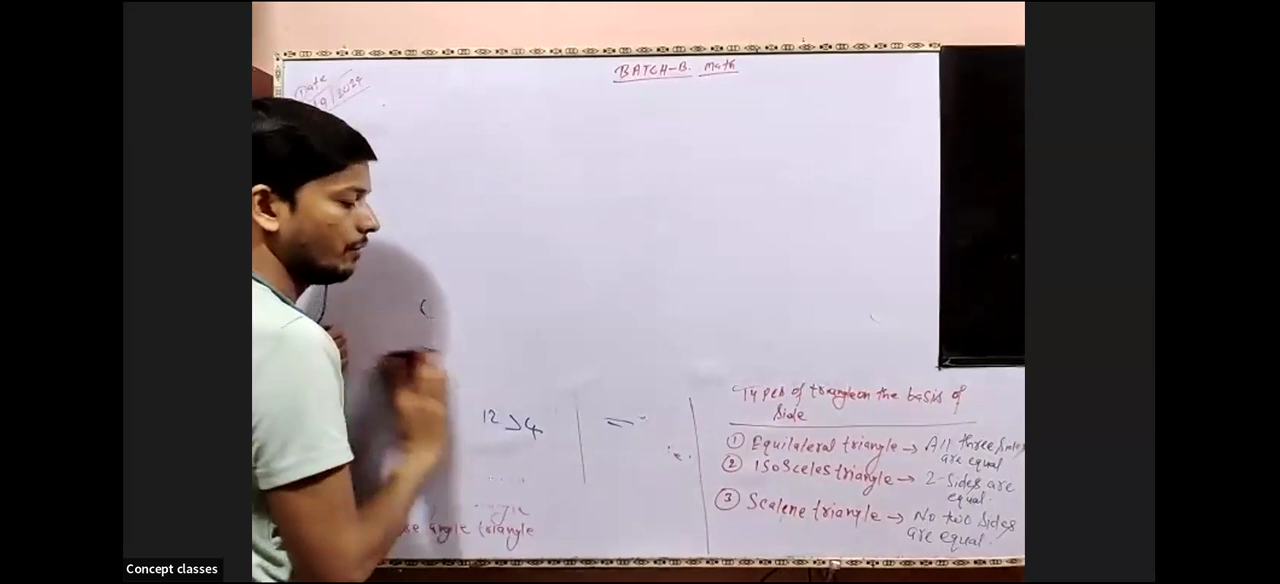 Date
/9/2024
BATCH-B. Math
12>4
angle triangle
Types of triangle on the basis of
Side
① Equilateral triangle → All three sides
are equal
② Isosceles triangle → 2-Sides are
equal.
③ Scalene triangle → No two sides
are equal.
Concept classes